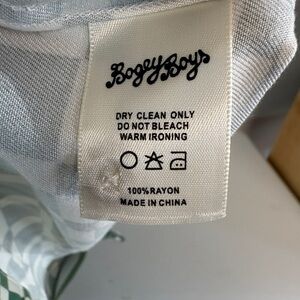 Bogey Boys
DRY CLEAN ONLY
DO NOT BLEACH
WARM IRONING
100%RAYON
MADE IN CHINA